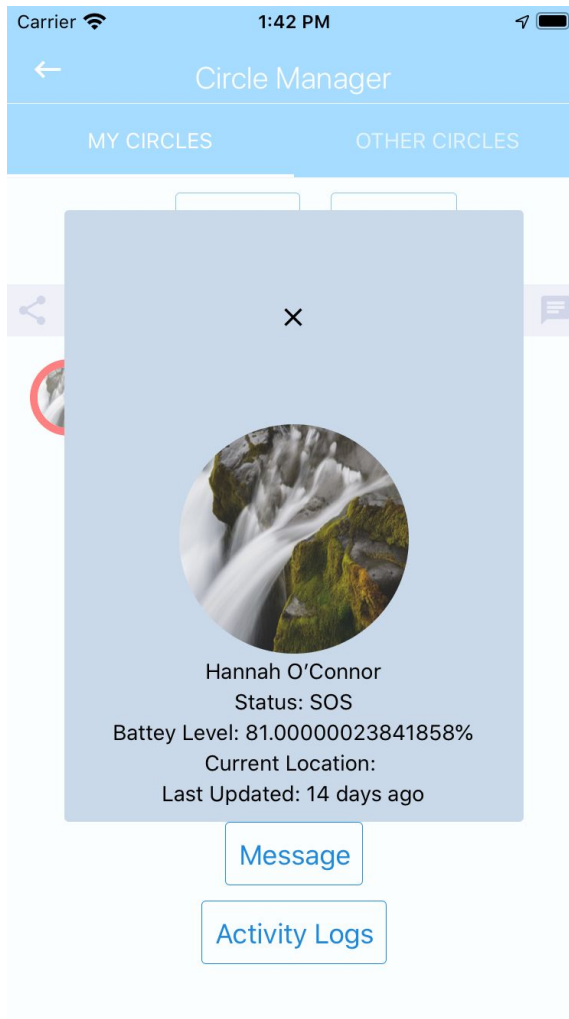 Carrier 1:42 PM
Circle Manager
MY CIRCLES OTHER CIRCLES
Hannah O’Connor
Status: SOS
Battey Level: 81.00000023841858%
Current Location:
Last Updated: 14 days ago
Message
Activity Logs